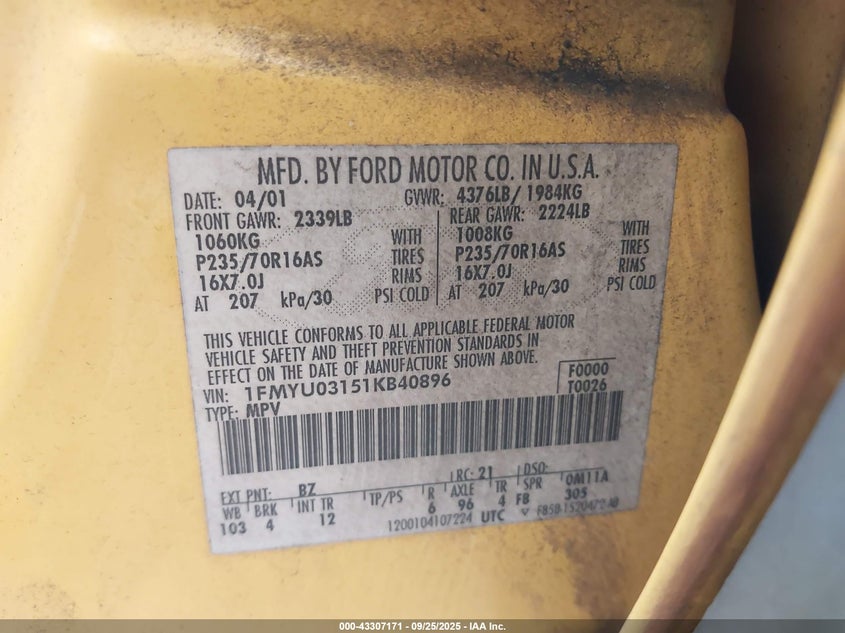 MFD. BY FORD MOTOR CO. IN U.S.A.
DATE: 04/01 GVWR: 4376LB/ 1984KG
FRONT GAWR: 2339LB REAR GAWR: 2224LB
1060KG WITH 1008KG WITH
P235/70R16AS TIRES P235/70R16AS TIRES
16X7.0J RIMS 16X7.0J RIMS
AT 207 kPa/30 PSI COLD AT 207 kPa/30 PSI COLD
THIS VEHICLE CONFORMS TO ALL APPLICABLE FEDERAL MOTOR
VEHICLE SAFETY AND THEFT PREVENTION STANDARDS IN
EFFECT ON THE DATE OF MANUFACTURE SHOWN ABOVE.
VIN: 1FMYU03151KB40896 F0000
TYPE: MPV T0026
EXT PNT: BZ RC: 21 DSO:
WB BRK INT TR TP/PS R AXLE TR SPR 0M11A
103 4 12 6 96 4 FB 305
1200104107224 UTC
000-43307171 - 09/25/2025 - IAA Inc.